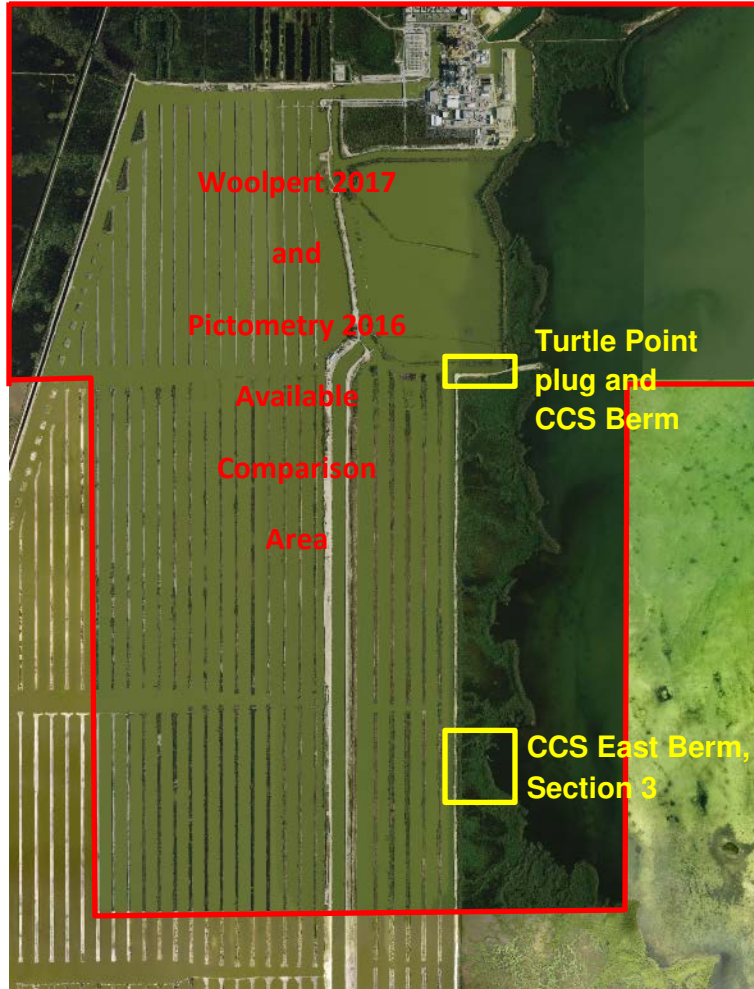 Woolpert 2017
and
Pictometry 2016
Available
Comparison
Area
Turtle Point
plug and
CCS Berm
CCS East Berm,
Section 3